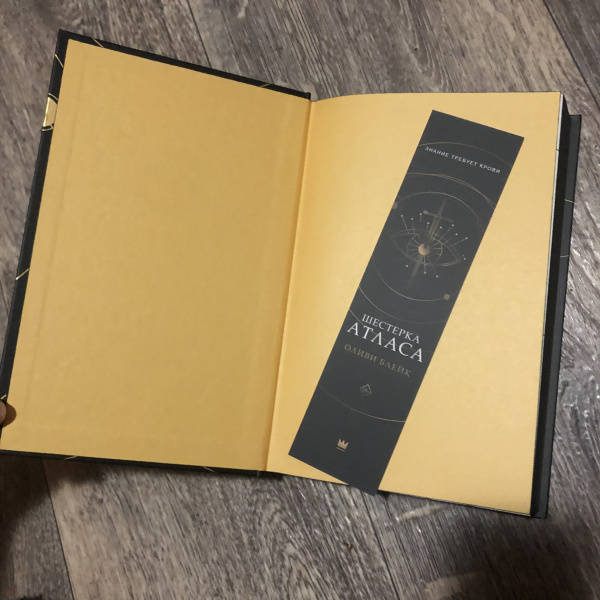 ЗНАНИЕ ТРЕБУЕТ КРОВИ
ШЕСТЕРКА
АТЛАСА
ОЛИВИ БЛЕЙК